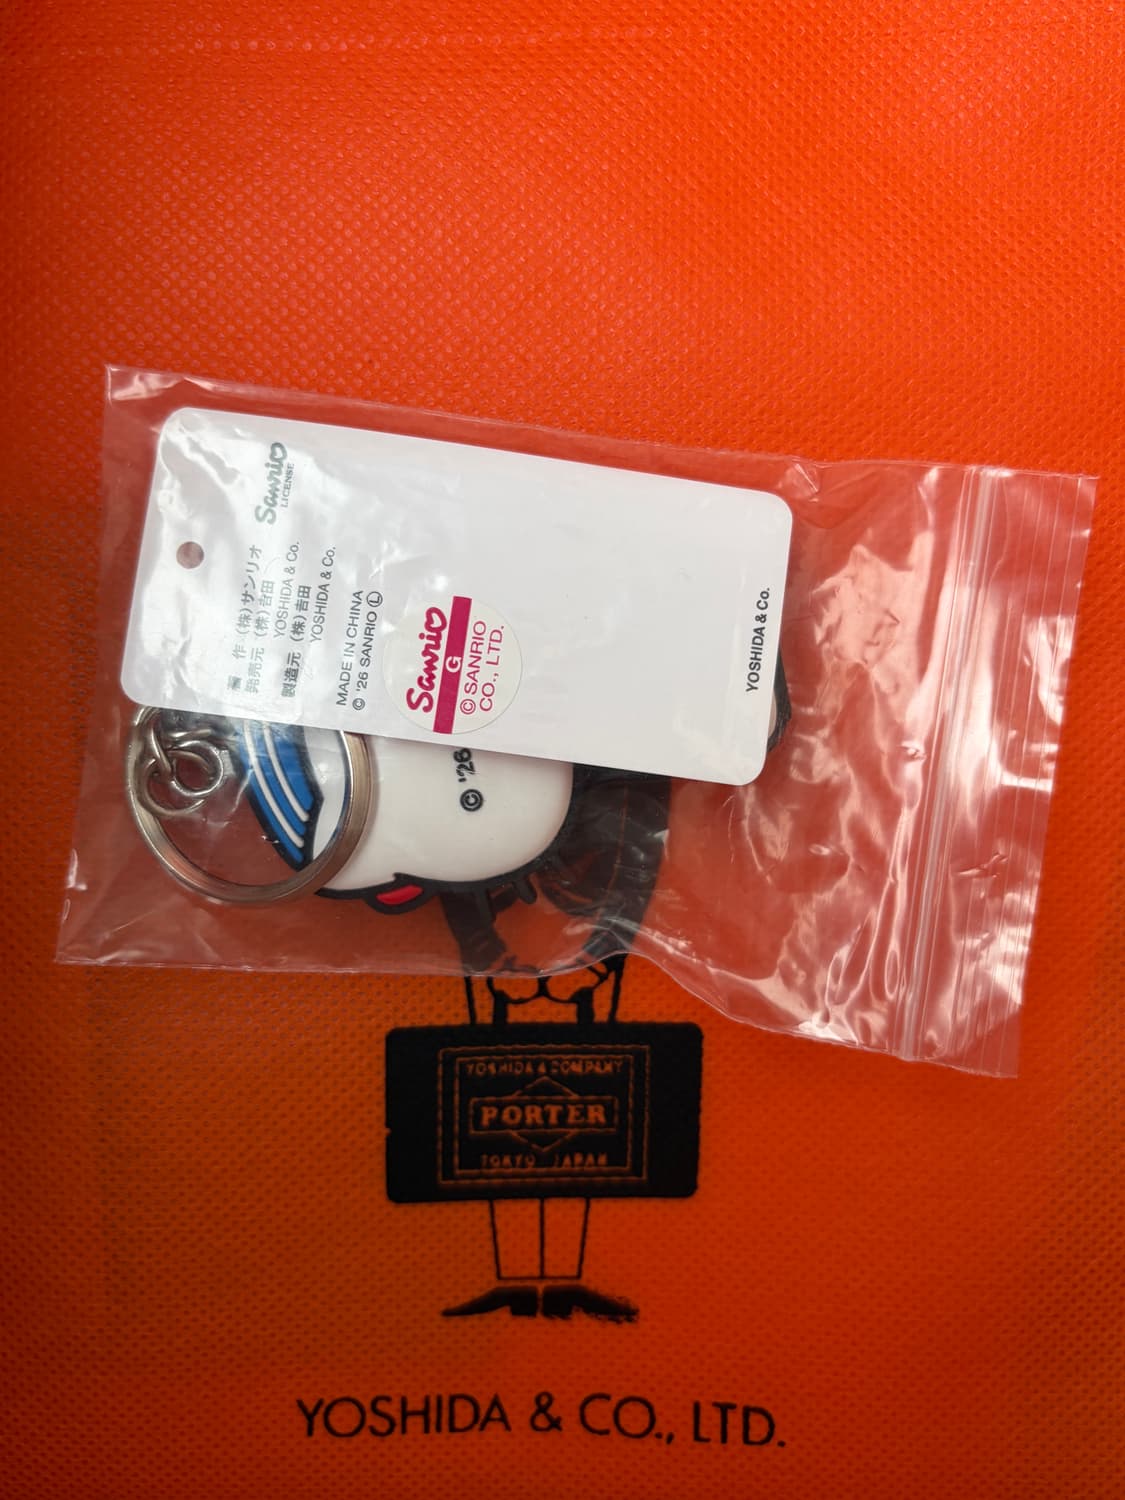 Sanrio
LICENSE
著　作 (株)サンリオ
発売元 (株)吉田
YOSHIDA & Co.
製造元 (株)吉田
YOSHIDA & Co.
MADE IN CHINA
© '26 SANRIO Ⓛ
Sanrio
G
© SANRIO
CO., LTD.
YOSHIDA & Co.
© '26
YOSHIDA & COMPANY
PORTER
TOKYO JAPAN
YOSHIDA & CO., LTD.